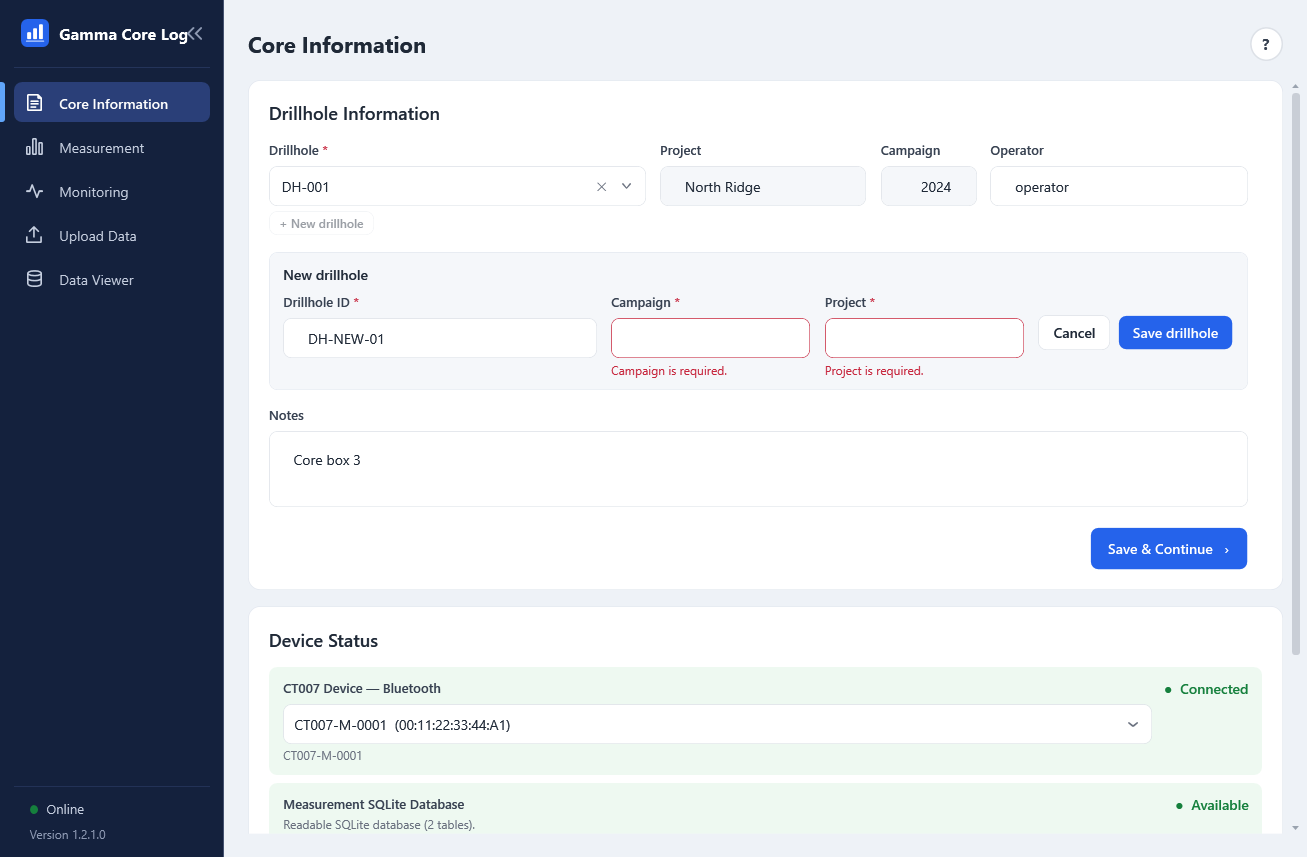 Gamma Core Log
Core Information
Measurement
Monitoring
Upload Data
Data Viewer
Online
Version 1.2.1.0
Core Information
?
Drillhole Information
Drillhole *
Project
Campaign
Operator
DH-001
North Ridge
2024
operator
+ New drillhole
New drillhole
Drillhole ID *
Campaign *
Project *
DH-NEW-01
Cancel
Save drillhole
Campaign is required.
Project is required.
Notes
Core box 3
Save & Continue ›
Device Status
CT007 Device — Bluetooth
● Connected
CT007-M-0001 (00:11:22:33:44:A1)
CT007-M-0001
Measurement SQLite Database
● Available
Readable SQLite database (2 tables).